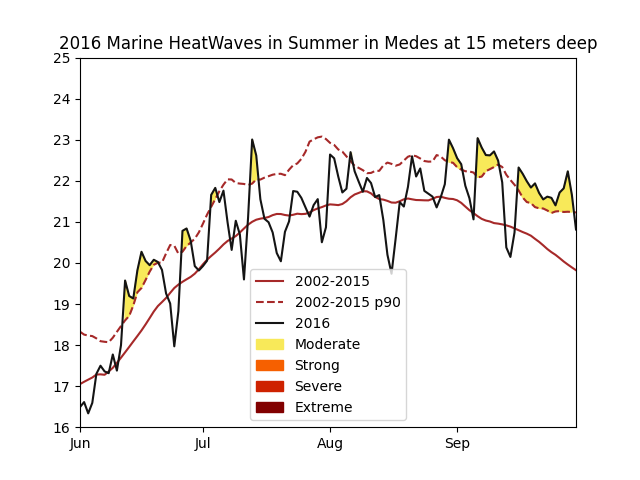 2016 Marine HeatWaves in Summer in Medes at 15 meters deep
25
24
23
22
21
20
19
18
17
16
Jun Jul Aug Sep
2002-2015
2002-2015 p90
2016
Moderate
Strong
Severe
Extreme